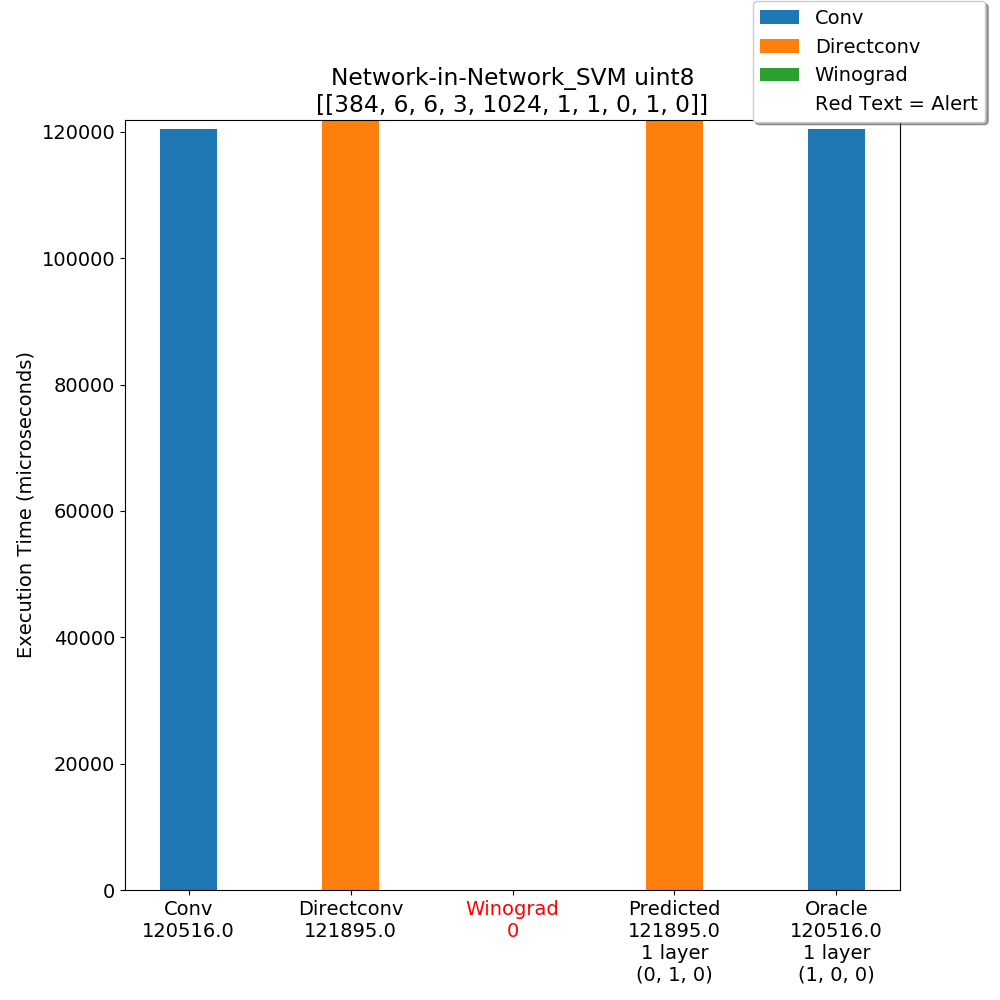 Conv
Directconv
Winograd
Red Text = Alert
Network-in-Network_SVM uint8
[[384, 6, 6, 3, 1024, 1, 1, 0, 1, 0]]
Execution Time (microseconds)
120000
100000
80000
60000
40000
20000
0
Conv
120516.0
Directconv
121895.0
Winograd
0
Predicted
121895.0
1 layer
(0, 1, 0)
Oracle
120516.0
1 layer
(1, 0, 0)